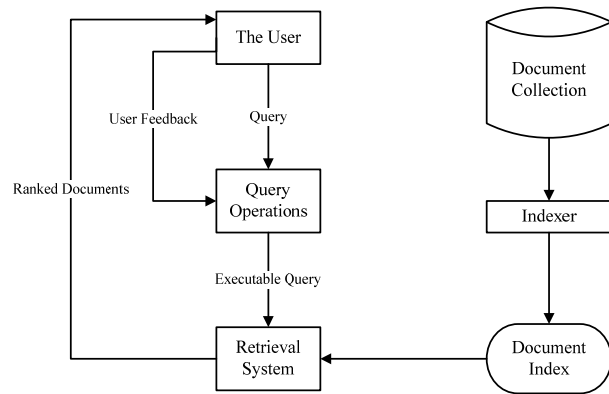 The User
Document
Collection
User Feedback
Query
Ranked Documents
Query
Operations
Indexer
Executable Query
Retrieval
System
Document
Index